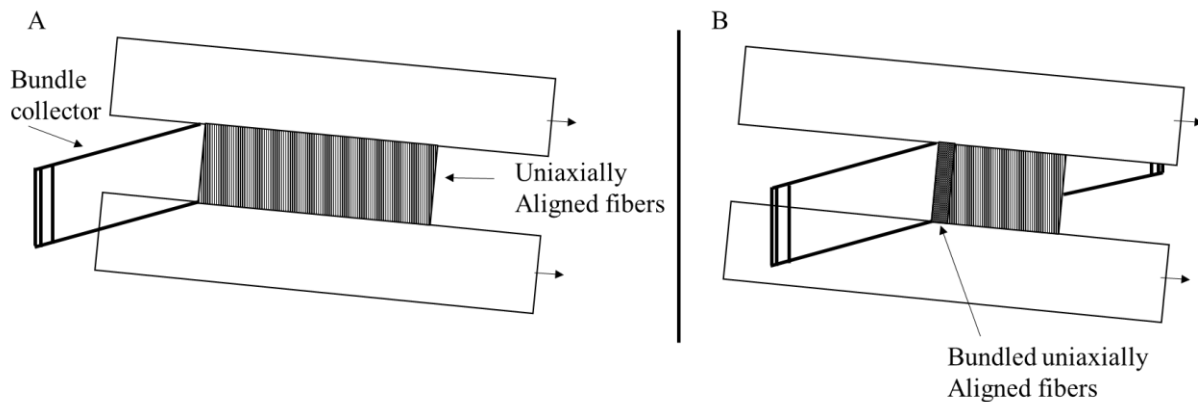 A
Bundle
collector
Uniaxially
Aligned fibers
B
Bundled uniaxially
Aligned fibers